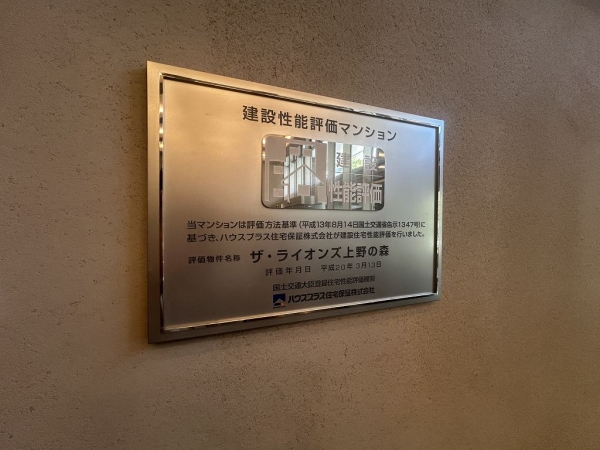 建設性能評価マンション
建設
性能評価
当マンションは評価方法基準(平成13年8月14日国土交通省告示1347号)に
基づき、ハウスプラス住宅保証株式会社が建設住宅性能評価を行いました。
評価物件名称 ザ・ライオンズ上野の森
評価年月日 平成20年3月13日
国土交通大臣登録住宅性能評価機関
ハウスプラス住宅保証株式会社